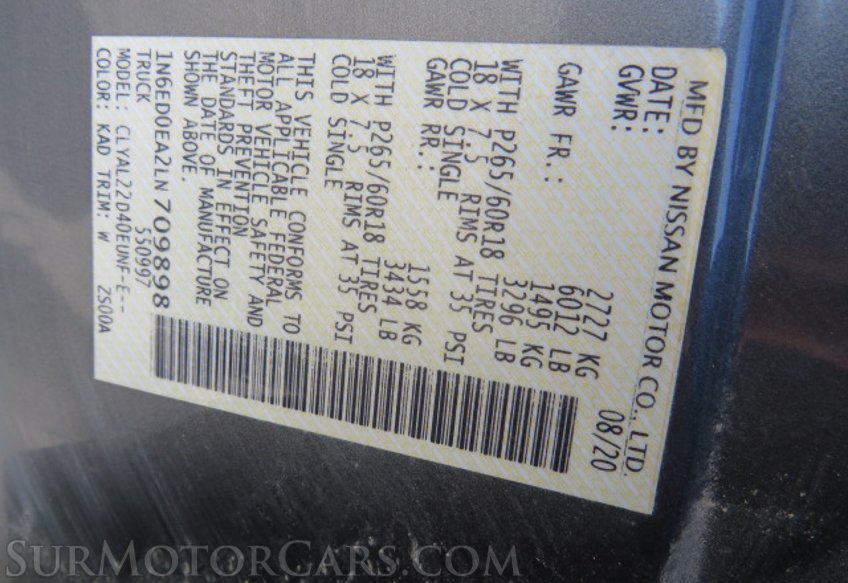 MFD BY NISSAN MOTOR CO., LTD.
DATE: 08/20
GVWR: 2727 KG
6012 LB
GAWR FR.: 1495 KG
3296 LB
WITH P265/60R18 TIRES
18 X 7.5 RIMS AT 35 PSI
COLD SINGLE
GAWR RR.: 1558 KG
3434 LB
WITH P265/60R18 TIRES
18 X 7.5 RIMS AT 35 PSI
COLD SINGLE
THIS VEHICLE CONFORMS TO
ALL APPLICABLE FEDERAL
MOTOR VEHICLE SAFETY AND
THEFT PREVENTION
STANDARDS IN EFFECT ON
THE DATE OF MANUFACTURE
SHOWN ABOVE.
1N6ED0EA2LN709898
TRUCK 550997
MODEL: CLYAL22D40EUNF-E--
COLOR: KAD TRIM: W 2S00A
SurMotorCars.com